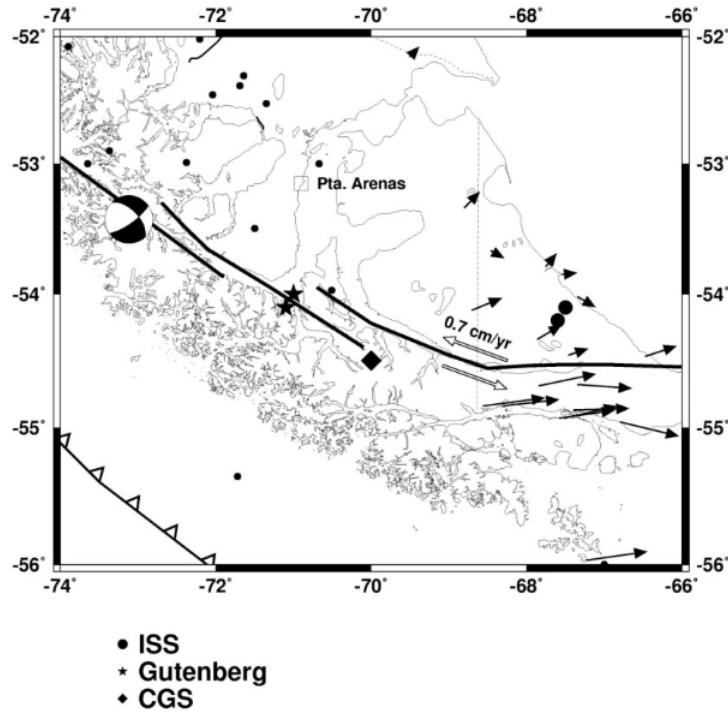 -74˚ -72˚ -70˚ -68˚ -66˚
-52˚ -52˚
-53˚ -53˚
Pta. Arenas
-54˚ -54˚
0.7 cm/yr
-55˚ -55˚
-56˚ -56˚
-74˚ -72˚ -70˚ -68˚ -66˚
ISS
Gutenberg
CGS